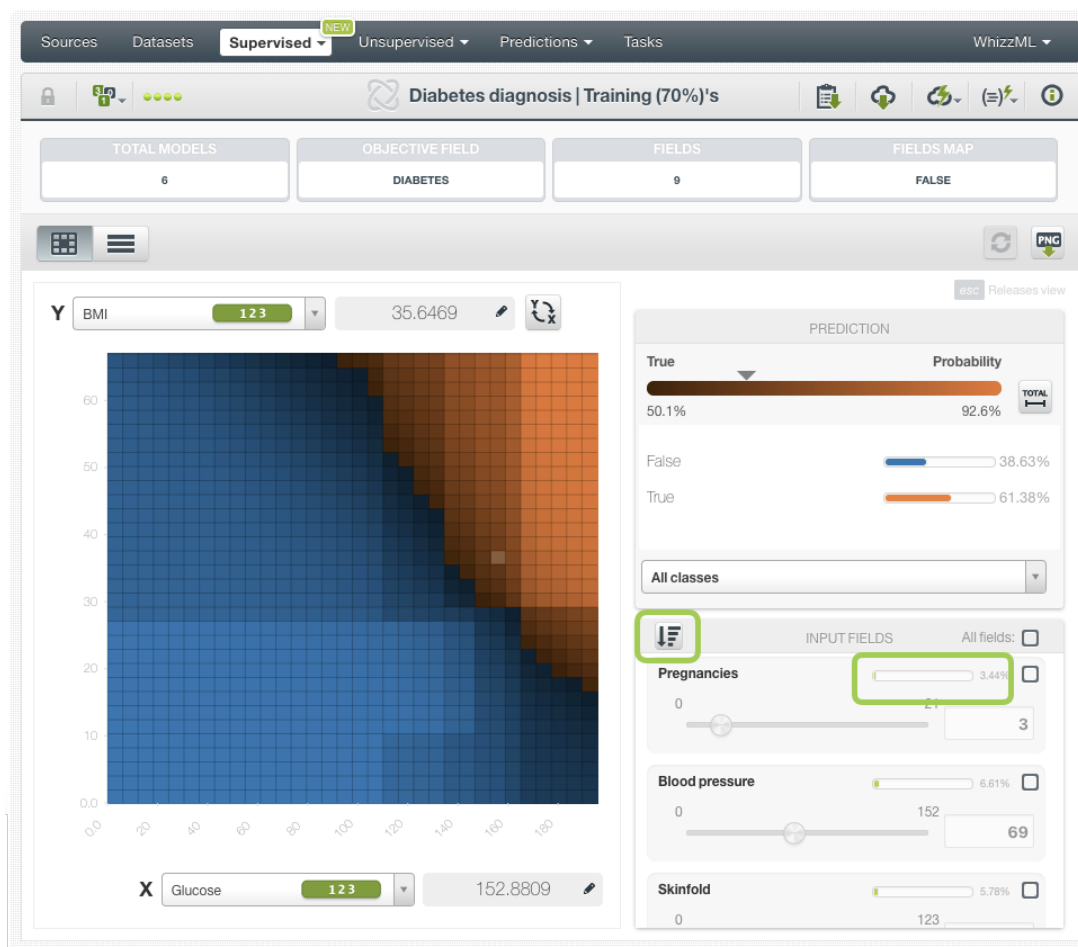 NEW
Sources Datasets Supervised Unsupervised Predictions Tasks WhizzML
Diabetes diagnosis | Training (70%)'s
TOTAL MODELS OBJECTIVE FIELD FIELDS FIELDS MAP
6 DIABETES 9 FALSE
PNG
esc Releases view
Y BMI 123 35.6469 Y X
PREDICTION
True Probability
TOTAL
50.1% 92.6%
False 38.63%
True 61.38%
All classes
60
50
40
30
20
10
0.0
0.0 20 40 60 80 100 120 140 160 180
INPUT FIELDS All fields:
Pregnancies 3.44%
0 21
3
Blood pressure 6.61%
0 152
69
Skinfold 5.78%
0 123
X Glucose 123 152.8809